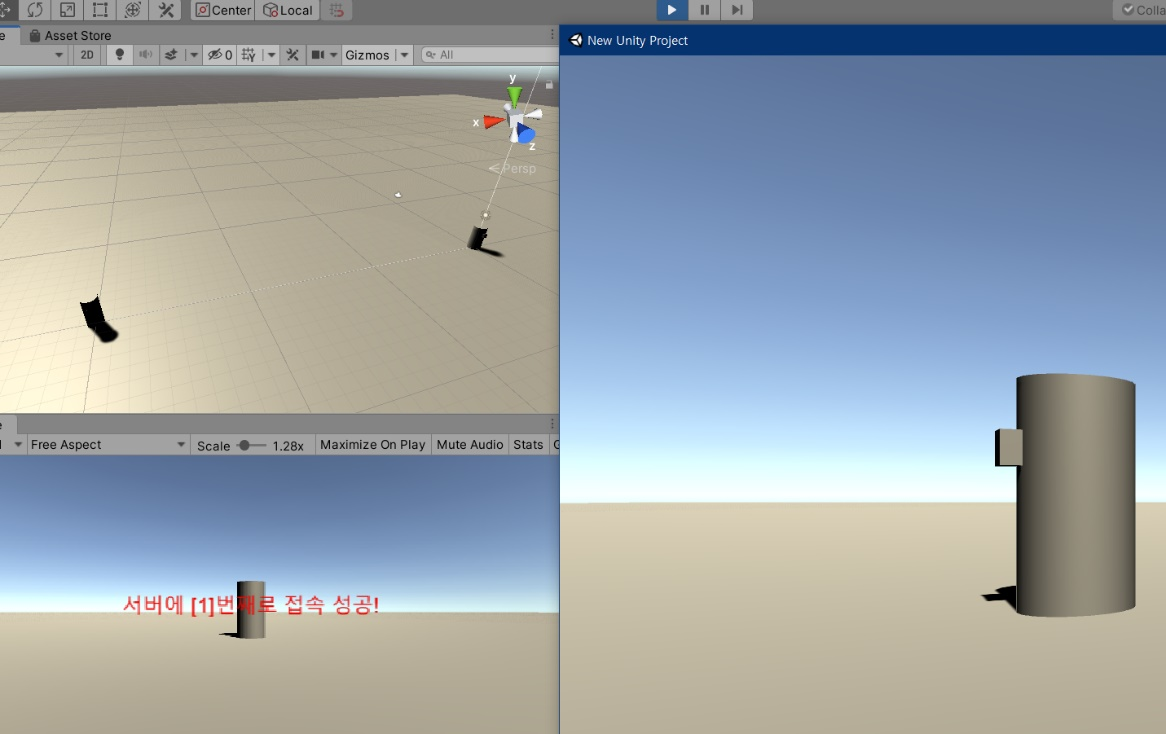 Center
Local
Colla
Asset Store
New Unity Project
2D
0
Gizmos
All
y
x
z
Persp
Free Aspect
Scale
1.28x
Maximize On Play
Mute Audio
Stats
서버에 [1]번째로 접속 성공!